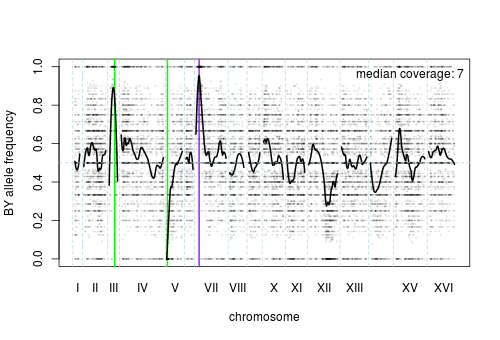 median coverage: 7
BY allele frequency
1.0
0.8
0.6
0.4
0.2
0.0
I II III IV V VII VIII X XI XII XIII XV XVI
chromosome